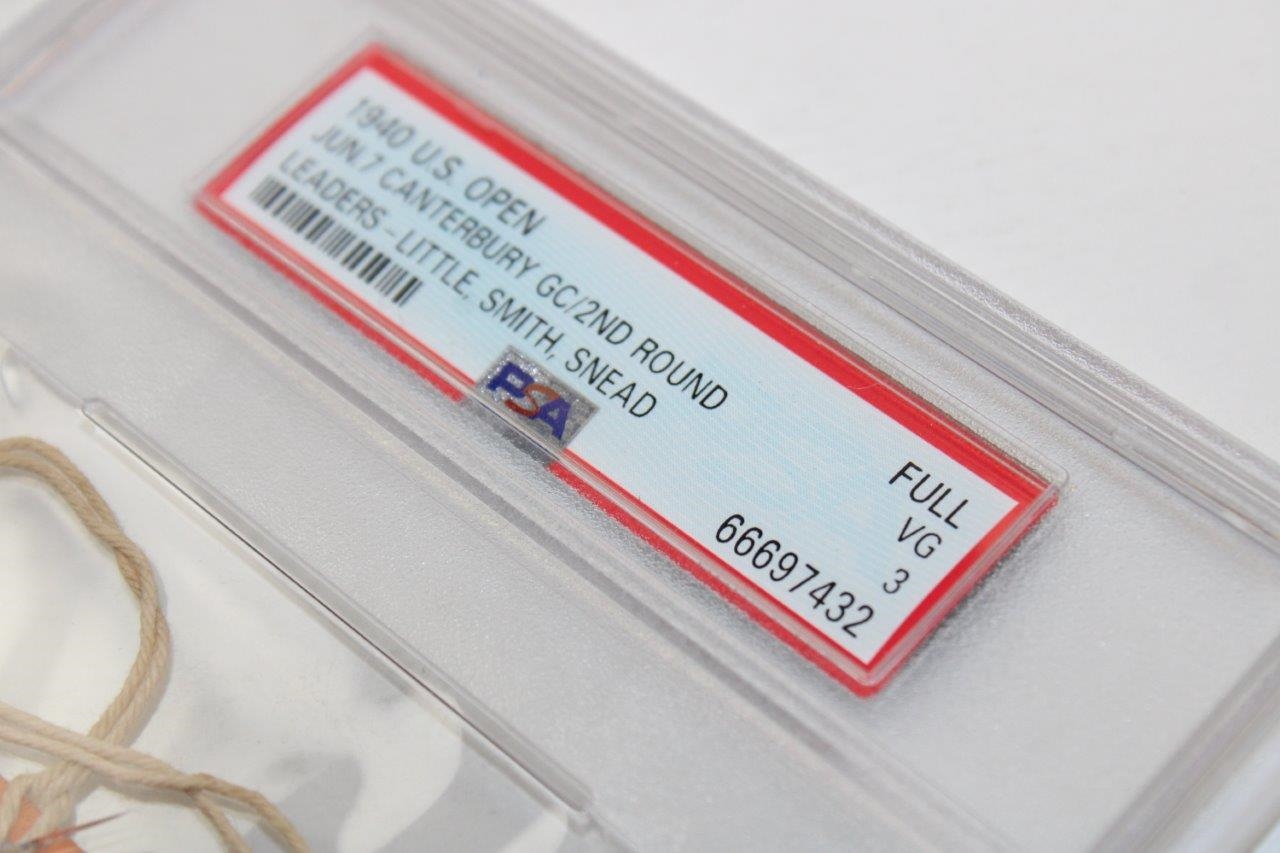 1940 U.S. OPEN
JUN.7 CANTERBURY GC/2ND ROUND
LEADERS - LITTLE, SMITH, SNEAD
PSA
FULL
VG
3
66697432